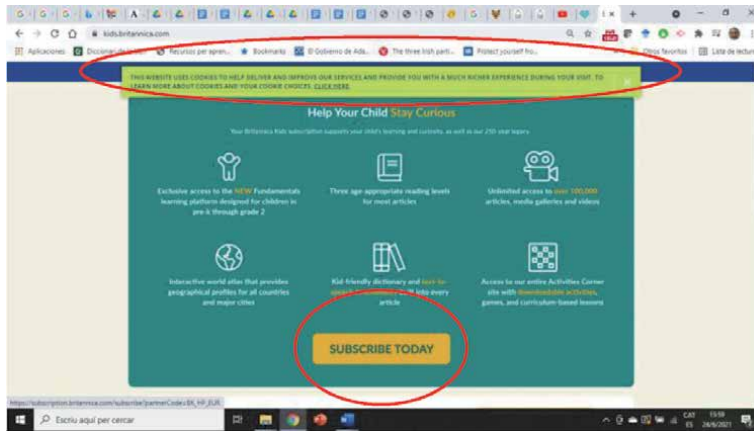 kids.britannica.com
Aplicaciones
Bookmarks
El Gobierno de Ada...
The three Irish parti...
Protect yourself fro...
Otros favoritos
Lista de lectura
THIS WEBSITE USES COOKIES TO HELP DELIVER AND IMPROVE OUR SERVICES AND PROVIDE YOU WITH A MUCH RICHER EXPERIENCE DURING YOUR VISIT. TO
LEARN MORE ABOUT COOKIES AND YOUR COOKIE CHOICES, CLICK HERE.
Help Your Child Stay Curious
Your Britannica Kids subscription supports your child's learning and curiosity, as well as our 250-year legacy.
Exclusive access to the NEW Fundamentals
learning platform designed for children in
pre-k through grade 2
Three age-appropriate reading levels
for most articles
Unlimited access to over 100,000
articles, media galleries and videos
Interactive world atlas that provides
geographical profiles for all countries
and major cities
Kid-friendly dictionary and text-to-
into every
article
Access to our entire Activities Corner
site with downloadable activities,
games, and curriculum-based lessons
SUBSCRIBE TODAY
Escriu aquí per cercar
CAT
ES
15:59